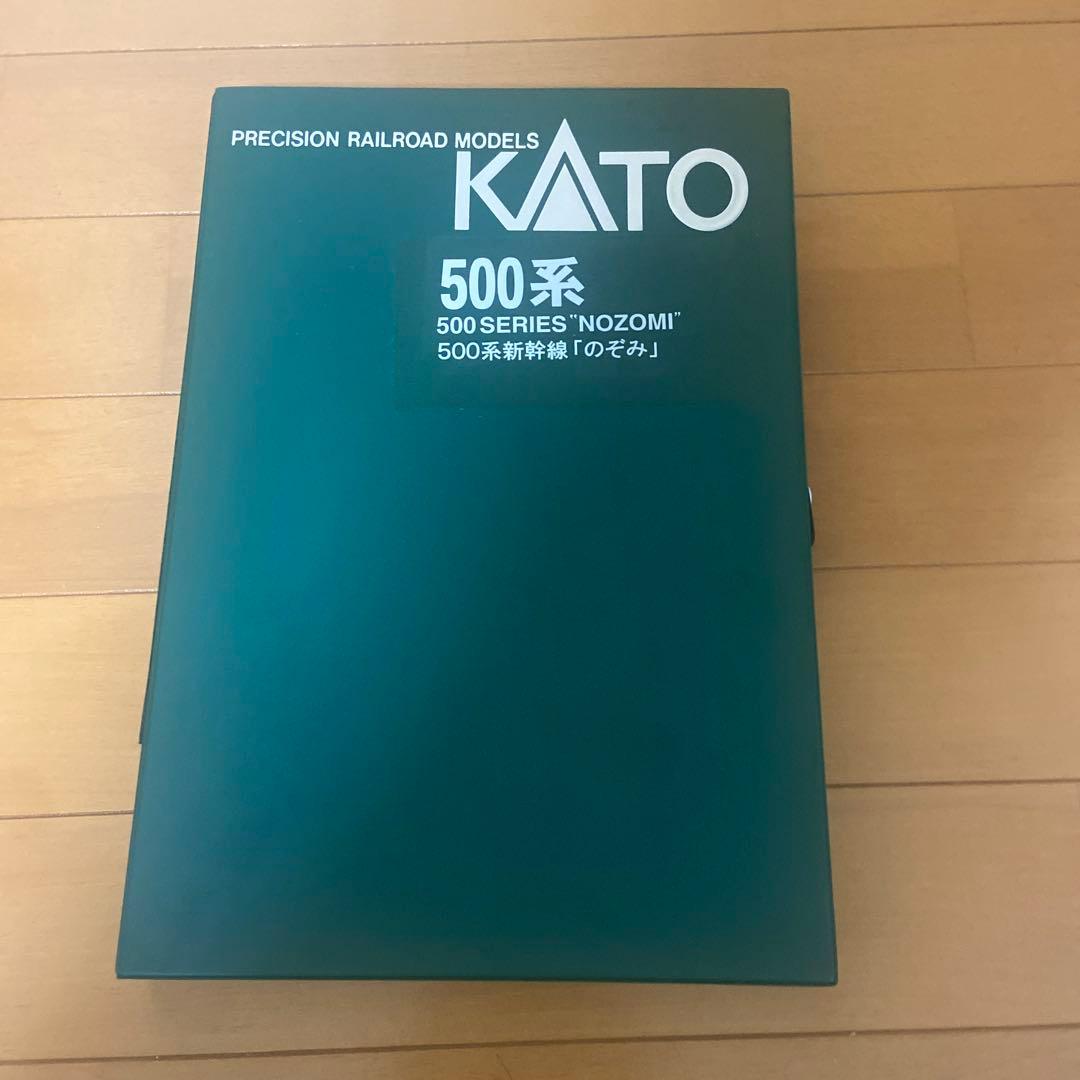 PRECISION RAILROAD MODELS
KATO
500系
500 SERIES "NOZOMI"
500系新幹線「のぞみ」